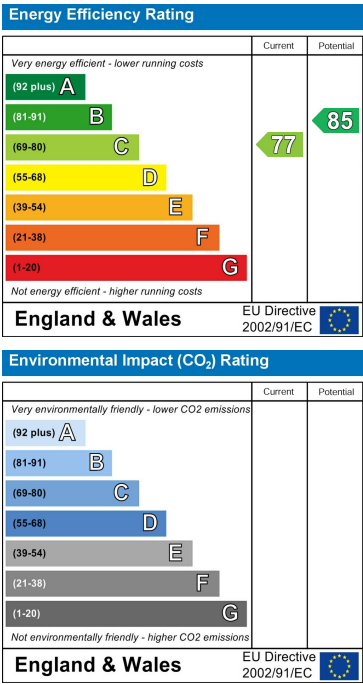 Energy Efficiency Rating
Current Potential
Very energy efficient - lower running costs
(92 plus) A
(81-91) B
(69-80) C
(55-68) D
(39-54) E
(21-38) F
(1-20) G
77
85
Not energy efficient - higher running costs
England & Wales
EU Directive
2002/91/EC
Environmental Impact (CO₂) Rating
Current Potential
Very environmentally friendly - lower CO2 emissions
(92 plus) A
(81-91) B
(69-80) C
(55-68) D
(39-54) E
(21-38) F
(1-20) G
Not environmentally friendly - higher CO2 emissions
England & Wales
EU Directive
2002/91/EC